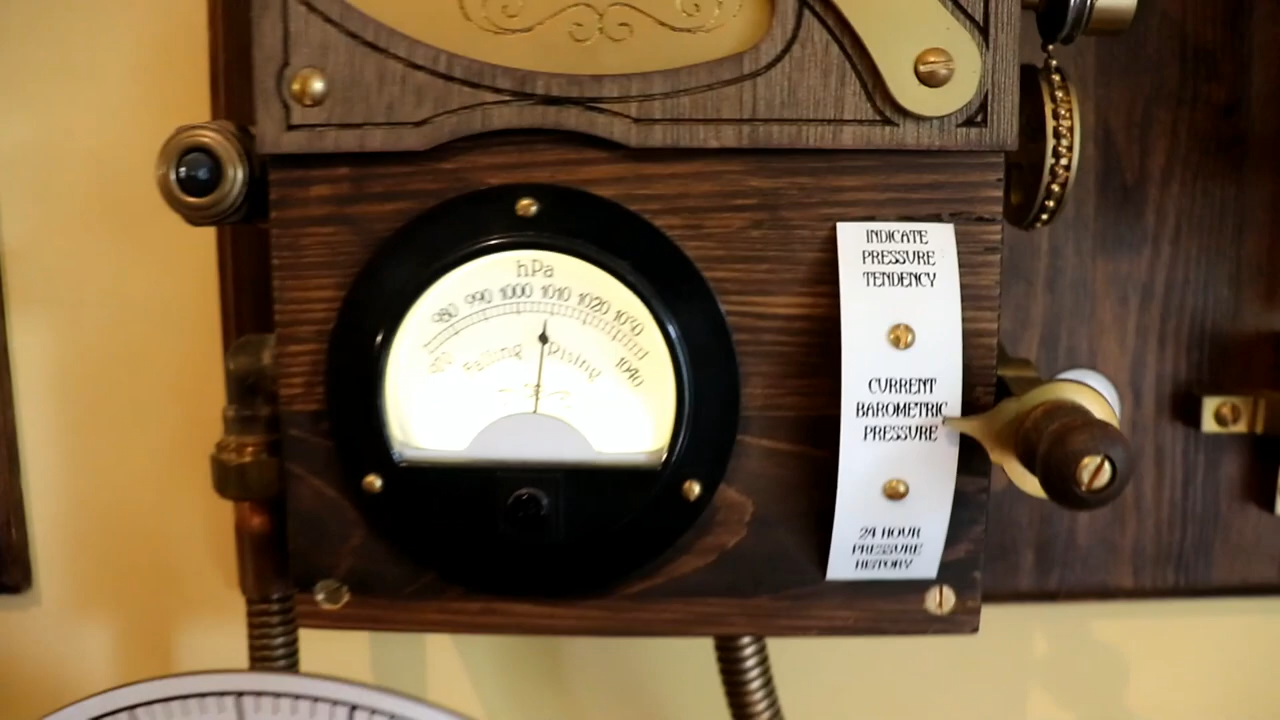 hPa
980 990 1000 1010 1020 1030
1040
Falling Rising
INDICATE
PRESSURE
TENDENCY
CURRENT
BAROMETRIC
PRESSURE
24 HOUR
PRESSURE
HISTORY